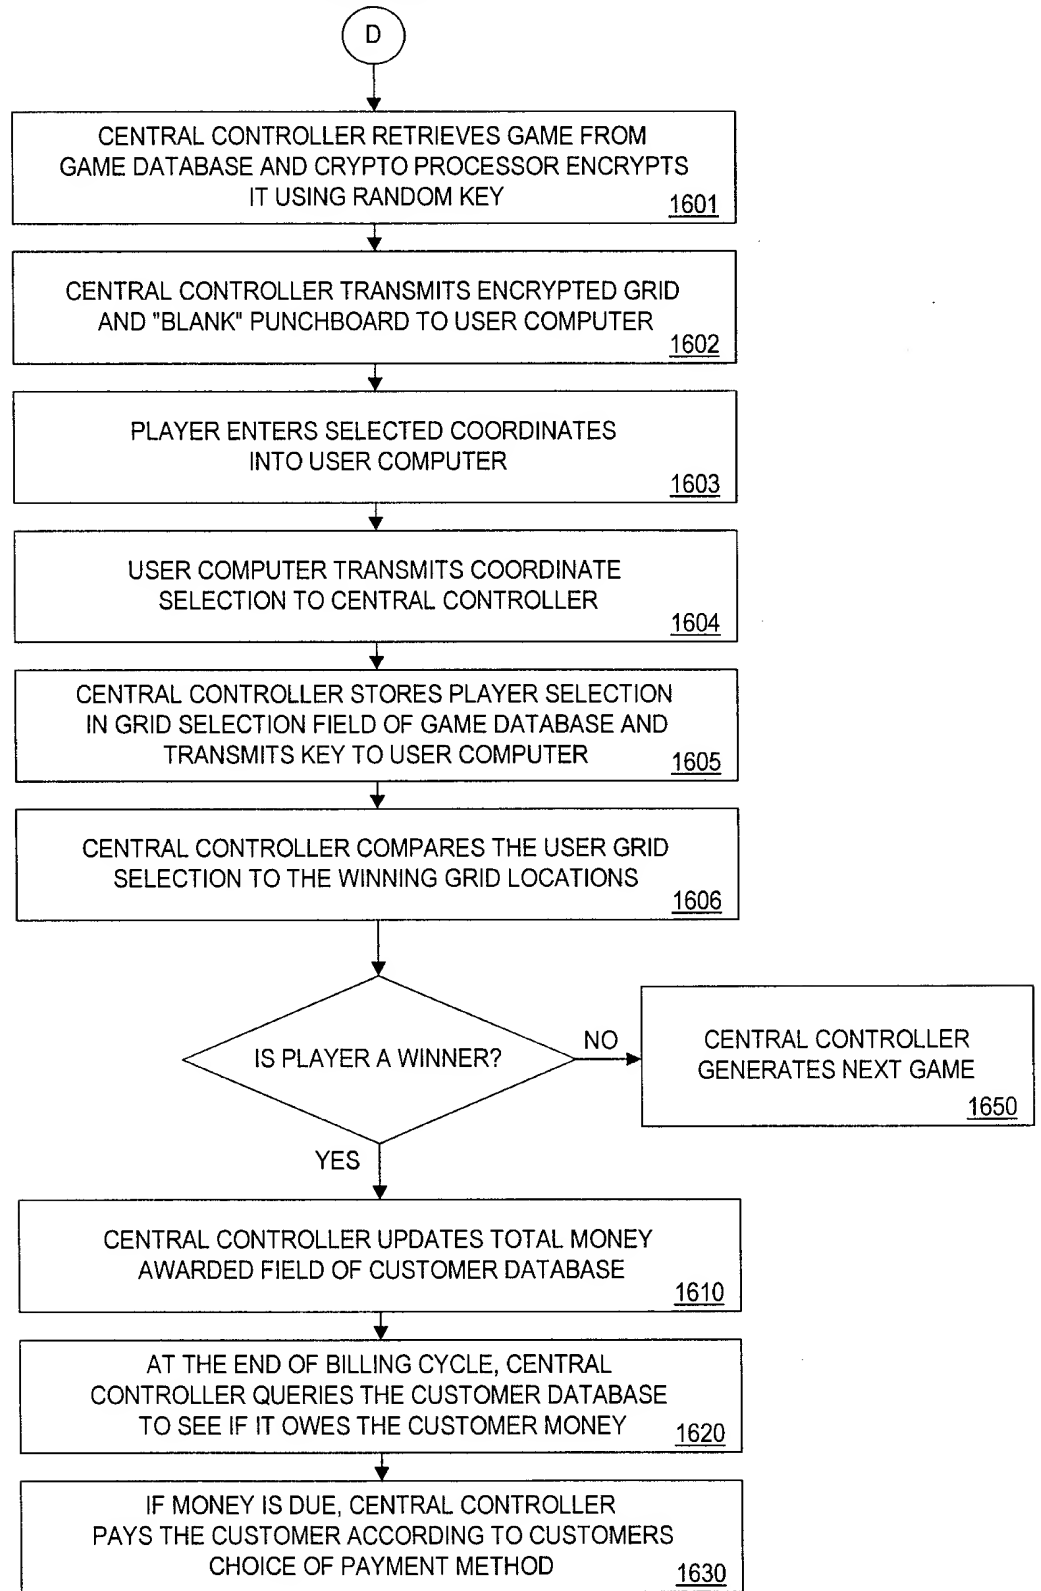 D
CENTRAL CONTROLLER RETRIEVES GAME FROM
GAME DATABASE AND CRYPTO PROCESSOR ENCRYPTS
IT USING RANDOM KEY
1601
CENTRAL CONTROLLER TRANSMITS ENCRYPTED GRID
AND "BLANK" PUNCHBOARD TO USER COMPUTER
1602
PLAYER ENTERS SELECTED COORDINATES
INTO USER COMPUTER
1603
USER COMPUTER TRANSMITS COORDINATE
SELECTION TO CENTRAL CONTROLLER
1604
CENTRAL CONTROLLER STORES PLAYER SELECTION
IN GRID SELECTION FIELD OF GAME DATABASE AND
TRANSMITS KEY TO USER COMPUTER
1605
CENTRAL CONTROLLER COMPARES THE USER GRID
SELECTION TO THE WINNING GRID LOCATIONS
1606
IS PLAYER A WINNER?
NO
CENTRAL CONTROLLER
GENERATES NEXT GAME
1650
YES
CENTRAL CONTROLLER UPDATES TOTAL MONEY
AWARDED FIELD OF CUSTOMER DATABASE
1610
AT THE END OF BILLING CYCLE, CENTRAL
CONTROLLER QUERIES THE CUSTOMER DATABASE
TO SEE IF IT OWES THE CUSTOMER MONEY
1620
IF MONEY IS DUE, CENTRAL CONTROLLER
PAYS THE CUSTOMER ACCORDING TO CUSTOMERS
CHOICE OF PAYMENT METHOD
1630